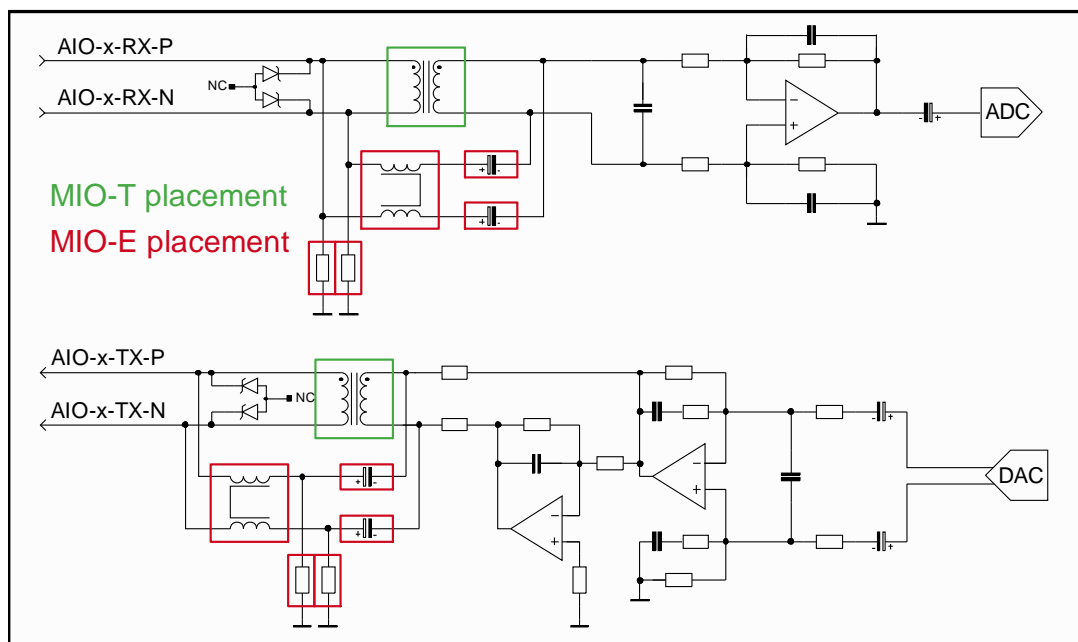 AIO-x-RX-P
NC
AIO-x-RX-N
- +
ADC
+ -
+ -
MIO-T placement
MIO-E placement
- +
AIO-x-TX-P
NC
AIO-x-TX-N
- +
+ -
- +
DAC
+ -
- +